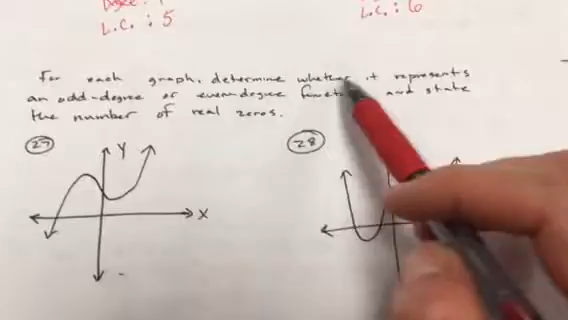 L.C. : 5
L.C. : 6
For each graph, determine whether it represents
an odd-degree or even-degree and state
the number of real zeros.
27 Y X
28